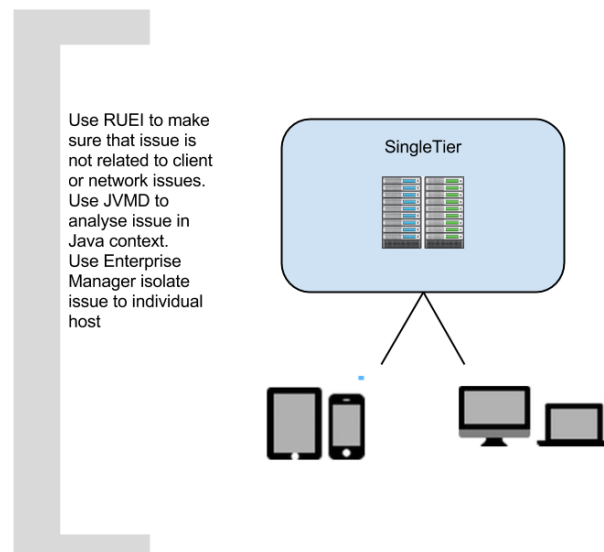 Use RUEI to make
sure that issue is
not related to client
or network issues.
Use JVMD to
analyse issue in
Java context.
Use Enterprise
Manager isolate
issue to individual
host
SingleTier